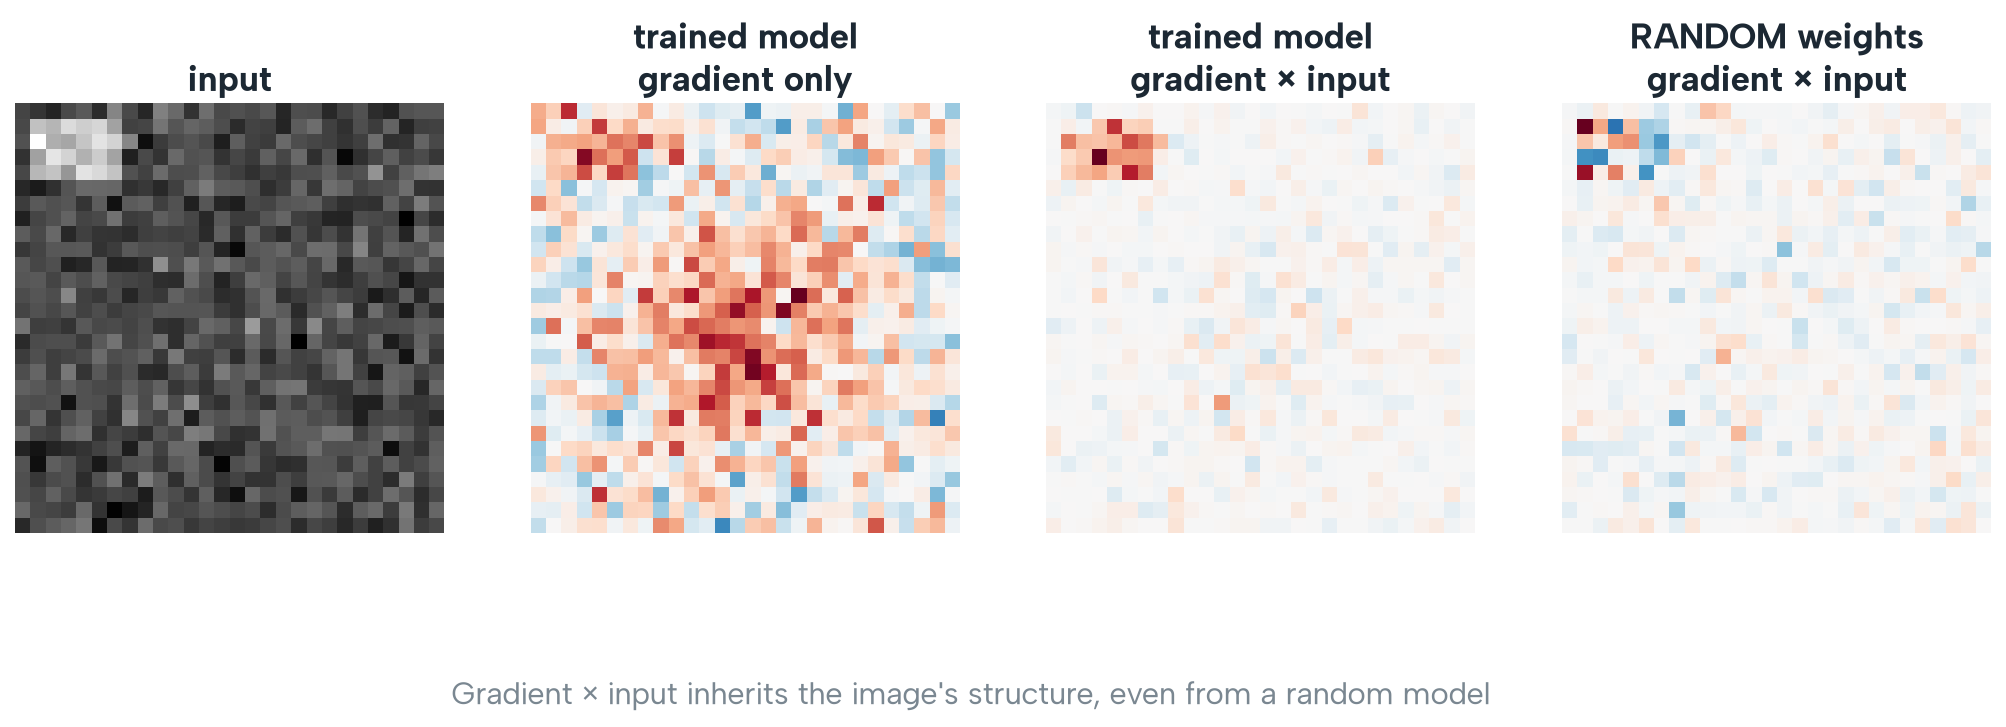 input
trained model
gradient only
trained model
gradient × input
RANDOM weights
gradient × input
Gradient × input inherits the image's structure, even from a random model